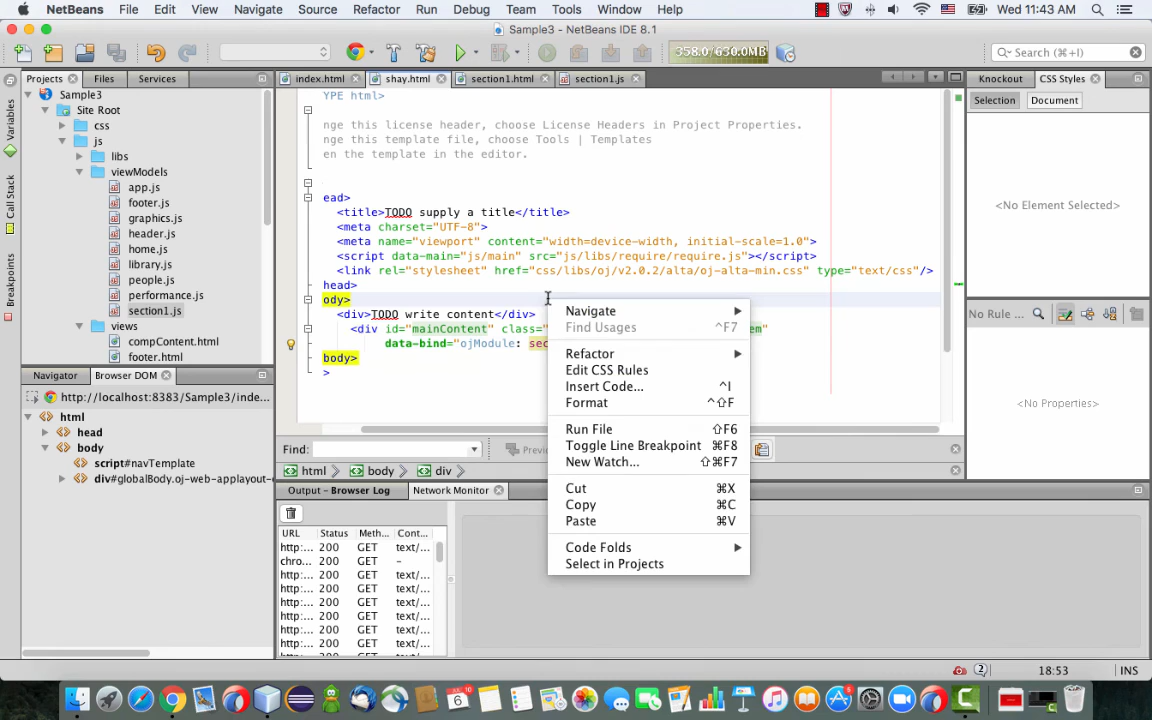 NetBeans File Edit View Navigate Source Refactor Run Debug Team Tools Window Help Wed 11:43 AM
Sample3 - NetBeans IDE 8.1
358.0/630.0MB
Search (⌘+I)
Projects Files Services
index.html shay.html section1.html section1.js
Knockout CSS Styles
Selection Document
Variables
Call Stack
Breakpoints
Sample3
Site Root
css
js
libs
viewModels
app.js
footer.js
graphics.js
header.js
home.js
library.js
people.js
performance.js
section1.js
views
compContent.html
footer.html
YPE html>
nge this license header, choose License Headers in Project Properties.
nge this template file, choose Tools | Templates
en the template in the editor.
ead>
<title>TODO supply a title</title>
<meta charset="UTF-8">
<meta name="viewport" content="width=device-width, initial-scale=1.0">
<script data-main="js/main" src="js/libs/require/require.js"></script>
<link rel="stylesheet" href="css/libs/oj/v2.0.2/alta/oj-alta-min.css" type="text/css"/>
head>
ody>
<div>TODO write content</div>
<div id="mainContent" class=" em"
data-bind="ojModule: sec
body>
>
Navigate
Find Usages ^F7
Refactor
Edit CSS Rules
Insert Code... ^I
Format ^⇧F
Run File ⇧F6
Toggle Line Breakpoint ⌘F8
New Watch... ⇧⌘F7
Cut ⌘X
Copy ⌘C
Paste ⌘V
Code Folds
Select in Projects
<No Element Selected>
No Rule ...
<No Properties>
Navigator Browser DOM
http://localhost:8383/Sample3/inde...
html
head
body
script#navTemplate
div#globalBody.oj-web-applayout-
Find: Previ
html body div
Output - Browser Log Network Monitor
URL Status Meth... Cont...
http:... 200 GET text/...
chro... 200 GET -
http:... 200 GET text/...
http:... 200 GET text/...
http:... 200 GET text/...
http:... 200 GET text/...
http:... 200 GET text/...
http:... 200 GET text/...
2 18:53 INS